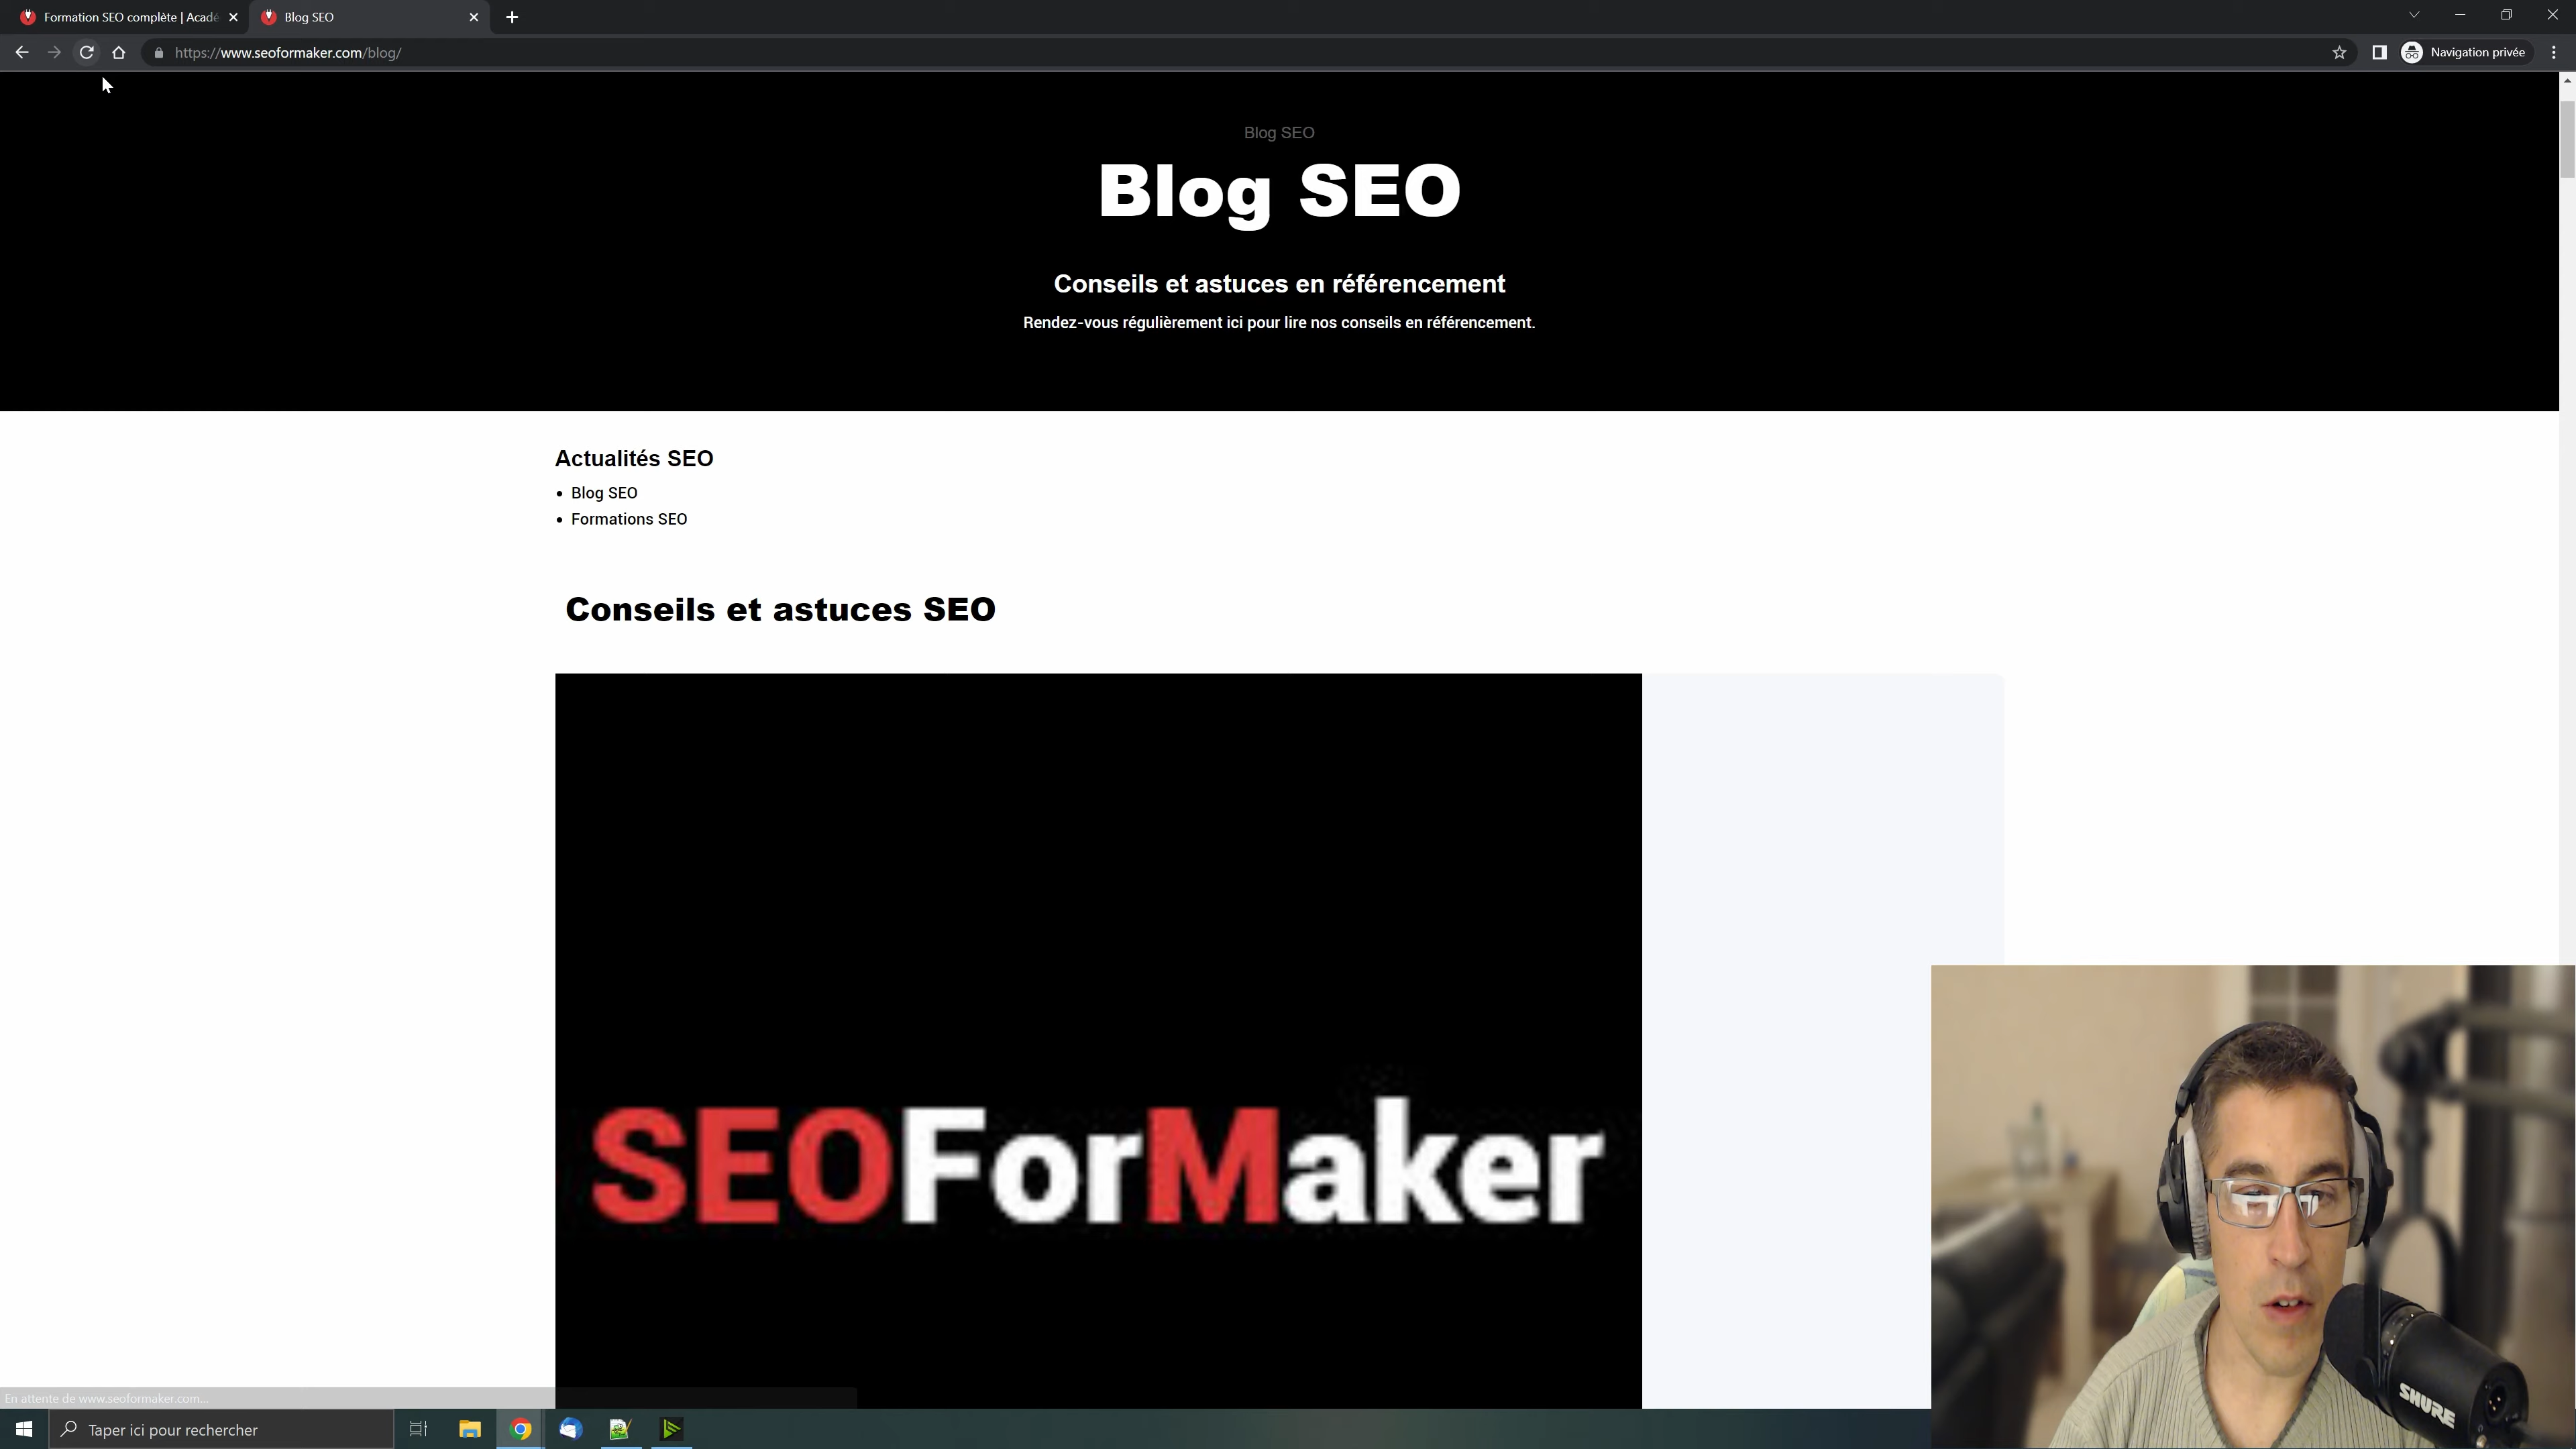 Formation SEO complète | Acadé
Blog SEO
https://www.seoformaker.com/blog/
Navigation privée
Blog SEO
Blog SEO
Conseils et astuces en référencement
Rendez-vous régulièrement ici pour lire nos conseils en référencement.
Actualités SEO
Blog SEO
Formations SEO
Conseils et astuces SEO
SEOForMaker
En attente de www.seoformaker.com...
Taper ici pour rechercher
SHURE